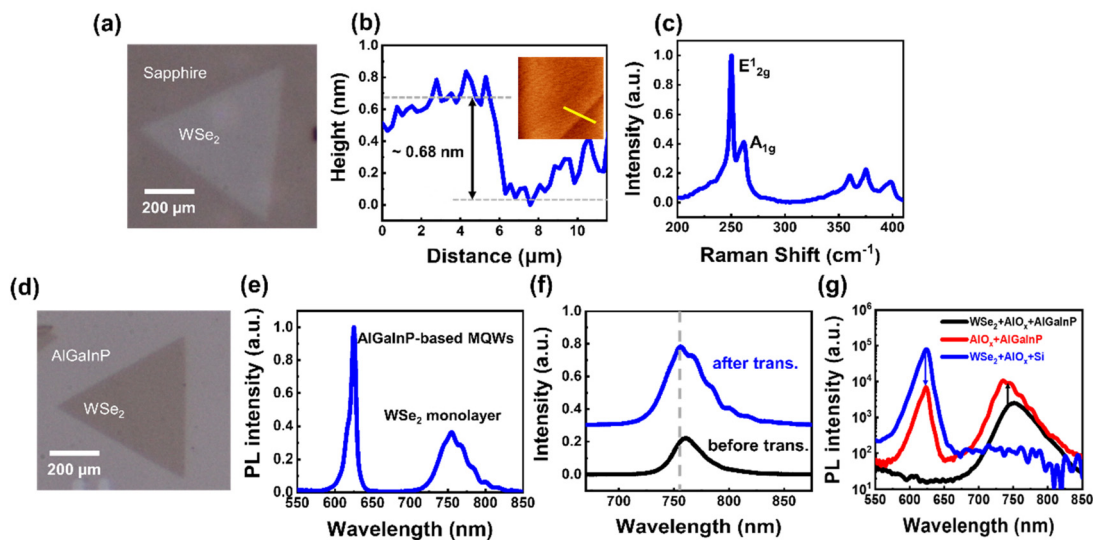 (a)
Sapphire
WSe₂
200 μm
(b)
Height (nm)
1.0
0.8
0.6
0.4
0.2
0.0
~ 0.68 nm
0 2 4 6 8 10
Distance (μm)
(c)
Intensity (a.u.)
1.0
0.8
0.6
0.4
0.2
0.0
E¹₂g
A₁g
200 250 300 350 400
Raman Shift (cm⁻¹)
(d)
AlGaInP
WSe₂
200 μm
(e)
PL intensity (a.u.)
1.0
0.8
0.6
0.4
0.2
0.0
AlGaInP-based MQWs
WSe₂ monolayer
550 600 650 700 750 800 850
Wavelength (nm)
(f)
Intensity (a.u.)
1.0
0.8
0.6
0.4
0.2
0.0
after trans.
before trans.
700 750 800 850
Wavelength (nm)
(g)
PL intensity (a.u.)
10⁶
10⁵
10⁴
10³
10²
10¹
WSe₂+AlOₓ+AlGaInP
AlOₓ+AlGaInP
WSe₂+AlOₓ+Si
550 600 650 700 750 800 850
Wavelength (nm)